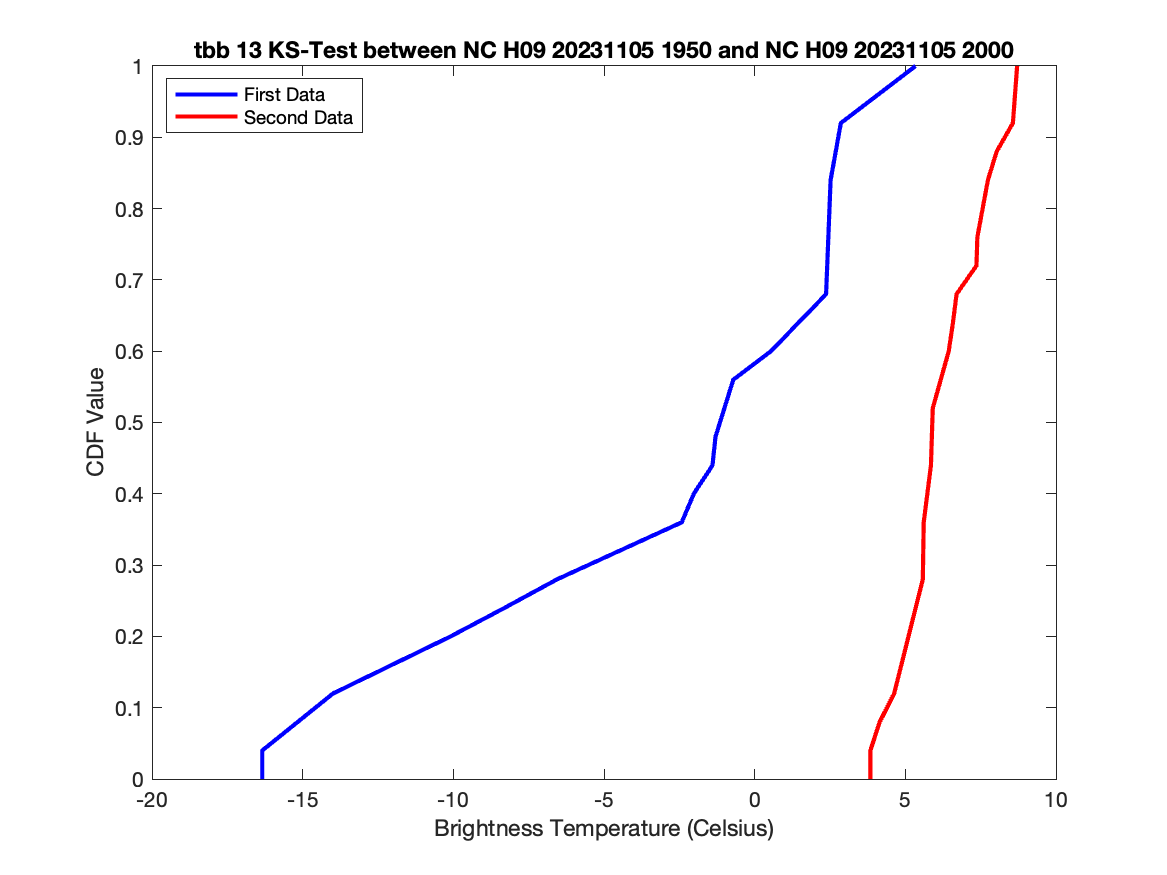 tbb 13 KS-Test between NC H09 20231105 1950 and NC H09 20231105 2000
First Data
Second Data
1
0.9
0.8
0.7
0.6
0.5
0.4
0.3
0.2
0.1
0
CDF Value
-20 -15 -10 -5 0 5 10
Brightness Temperature (Celsius)